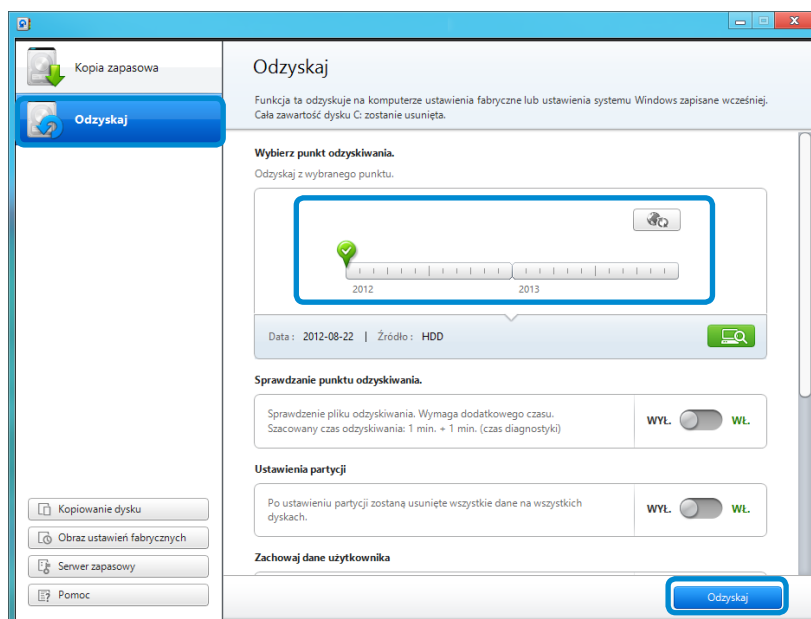 Kopia zapasowa
Odzyskaj
Kopiowanie dysku
Obraz ustawień fabrycznych
Serwer zapasowy
Pomoc
Odzyskaj
Funkcja ta odzyskuje na komputerze ustawienia fabryczne lub ustawienia systemu Windows zapisane wcześniej.
Cała zawartość dysku C: zostanie usunięta.
Wybierz punkt odzyskiwania.
Odzyskaj z wybranego punktu.
2012 2013
Data : 2012-08-22 | Źródło : HDD
Sprawdzanie punktu odzyskiwania.
Sprawdzenie pliku odzyskiwania. Wymaga dodatkowego czasu.
Szacowany czas odzyskiwania: 1 min. + 1 min. (czas diagnostyki)
WYŁ. WŁ.
Ustawienia partycji
Po ustawieniu partycji zostaną usunięte wszystkie dane na wszystkich
dyskach.
WYŁ. WŁ.
Zachowaj dane użytkownika
Odzyskaj